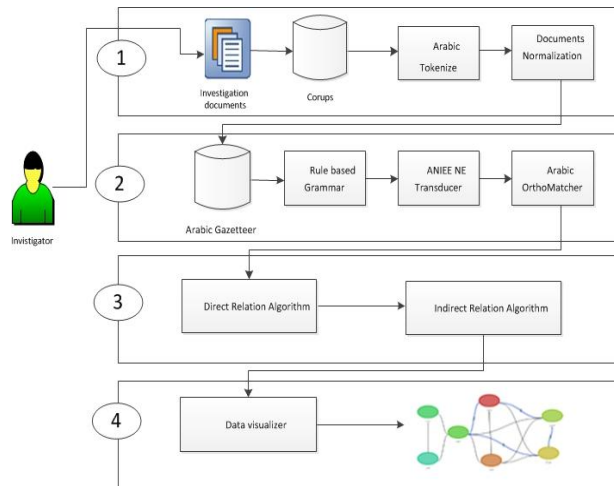 1
Investigation
documents
Corups
Arabic
Tokenize
Documents
Normalization
Invistigator
2
Arabic Gazetteer
Rule based
Grammar
ANIEE NE
Transducer
Arabic
OrthoMatcher
3
Direct Relation Algorithm
Indirect Relation Algorithm
4
Data visualizer